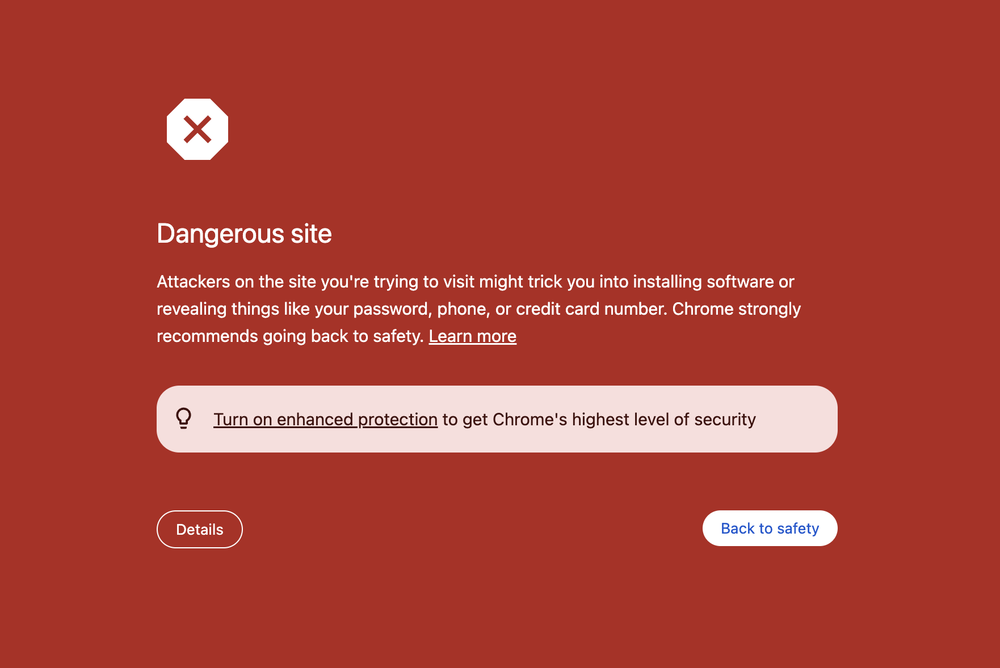 Dangerous site
Attackers on the site you're trying to visit might trick you into installing software or
revealing things like your password, phone, or credit card number. Chrome strongly
recommends going back to safety. Learn more
Turn on enhanced protection to get Chrome's highest level of security
Details
Back to safety